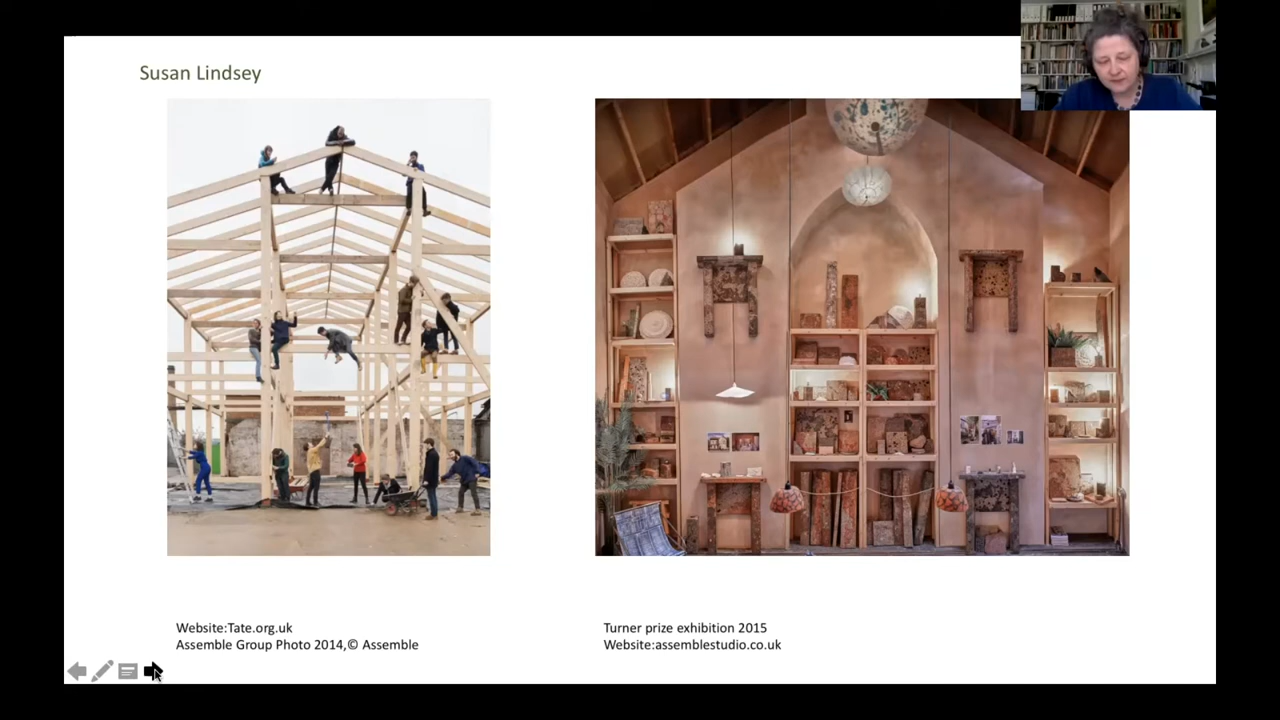 Susan Lindsey
Website:Tate.org.uk
Assemble Group Photo 2014,© Assemble
Turner prize exhibition 2015
Website:assemblestudio.co.uk